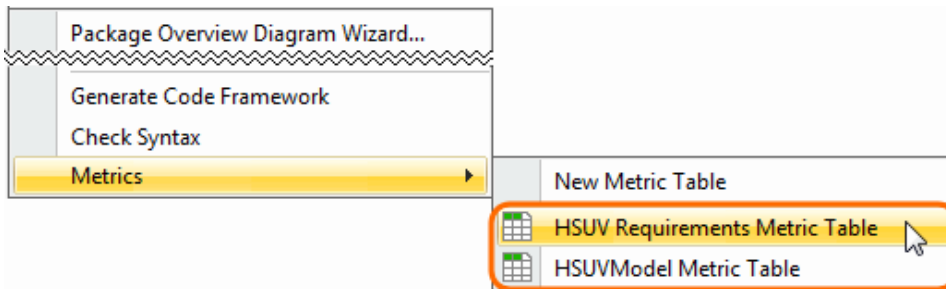 Package Overview Diagram Wizard...
Generate Code Framework
Check Syntax
Metrics
New Metric Table
HSUV Requirements Metric Table
HSUVModel Metric Table